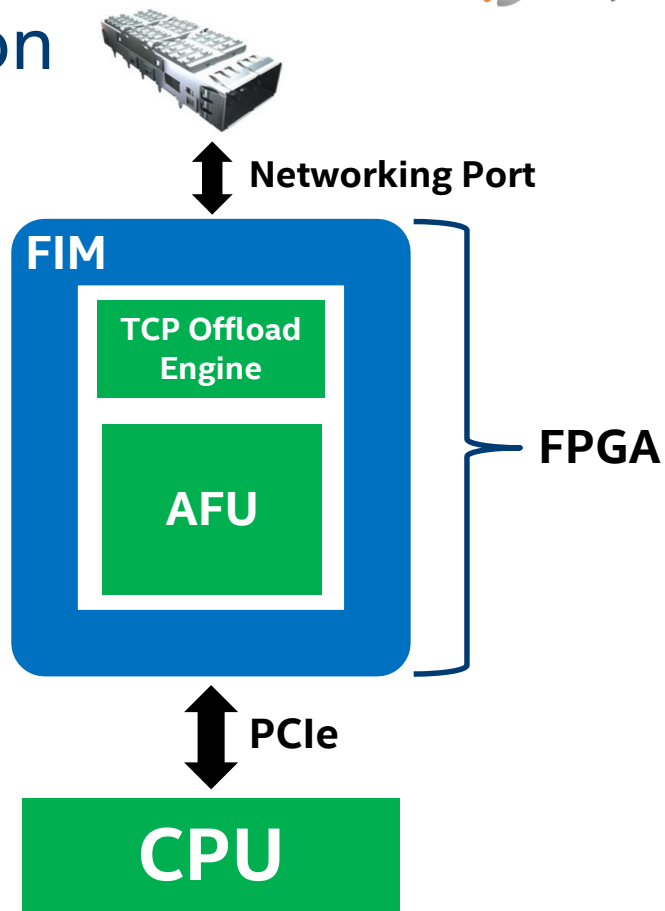 on
Networking Port
FIM
TCP Offload
Engine
AFU
FPGA
PCIe
CPU